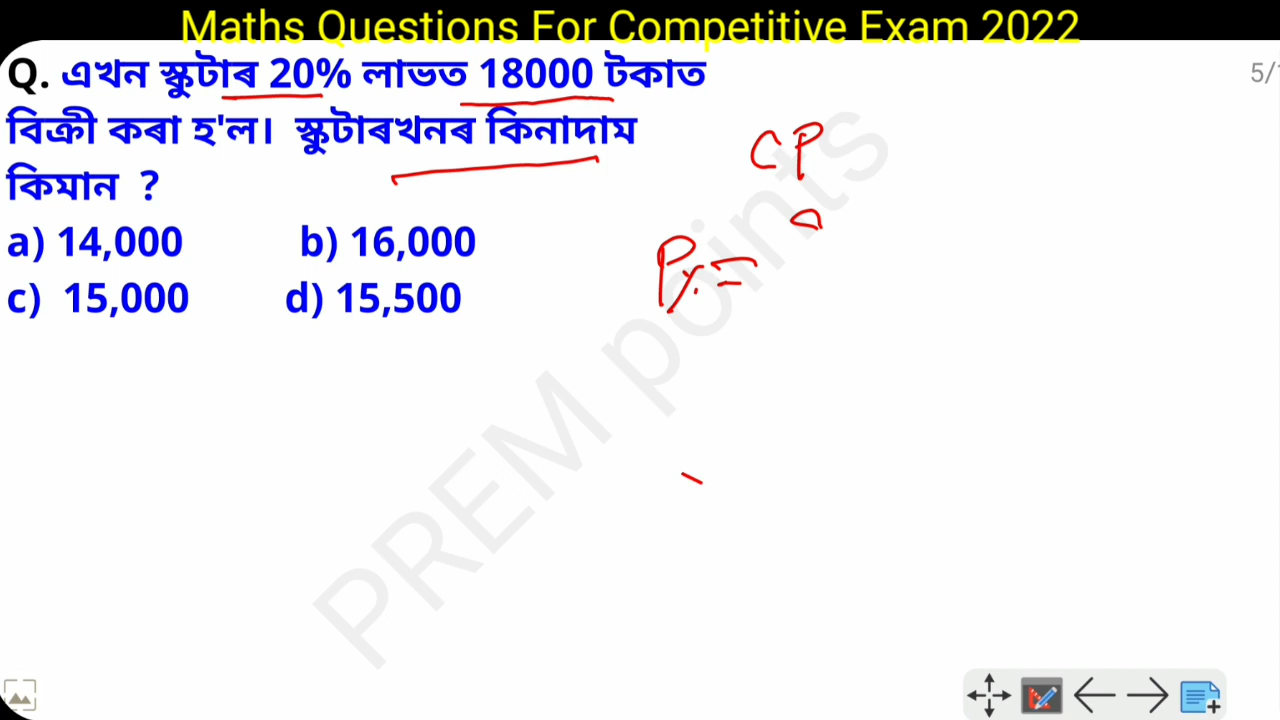 Maths Questions For Competitive Exam 2022
Q. এখন স্কুটাৰ 20% লাভত 18000 টকাত
বিক্ৰী কৰা হ'ল। স্কুটাৰখনৰ কিনাদাম
কিমান ?
a) 14,000 b) 16,000
c) 15,000 d) 15,500
5/
CP
P%=
PREM points